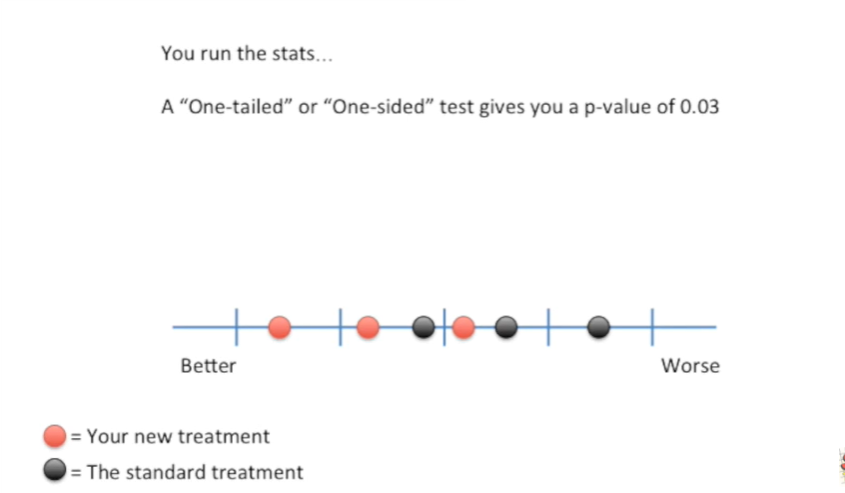 You run the stats...
A “One-tailed” or “One-sided” test gives you a p-value of 0.03
Better
Worse
= Your new treatment
= The standard treatment